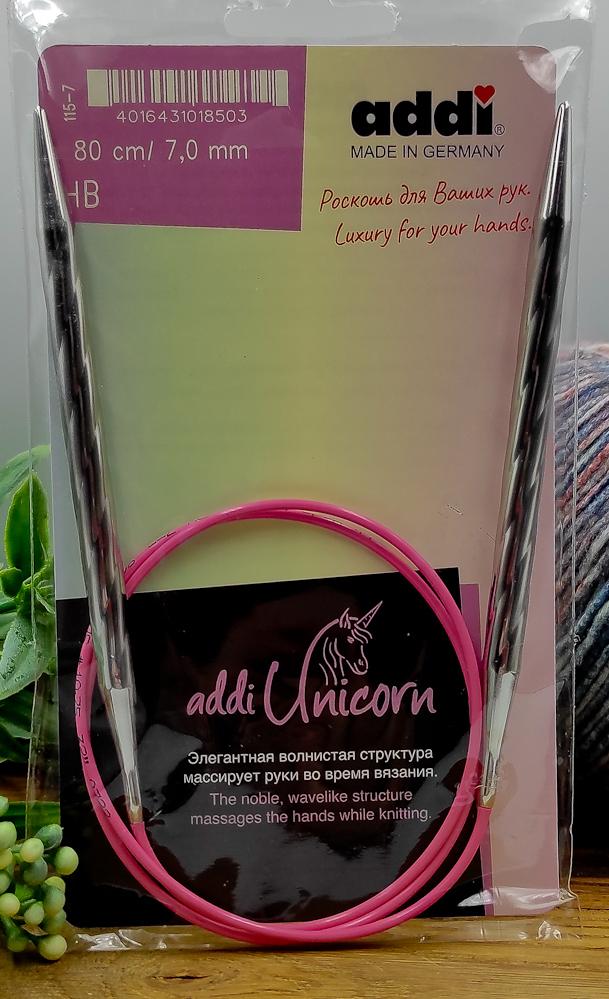 115-7
4016431018503
80 cm/ 7,0 mm
HB
addi®
MADE IN GERMANY
Роскошь для Ваших рук.
Luxury for your hands.
addi Unicorn
Элегантная волнистая структура
массирует руки во время вязания.
The noble, wavelike structure
massages the hands while knitting.